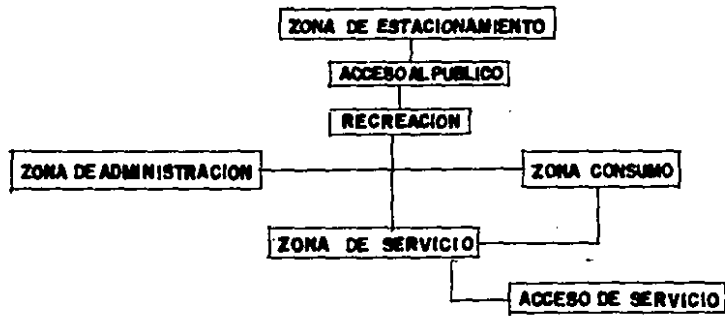 ZONA DE ESTACIONAMIENTO
ACCESO AL PUBLICO
RECREACION
ZONA DE ADMINISTRACION
ZONA CONSUMO
ZONA DE SERVICIO
ACCESO DE SERVICIO